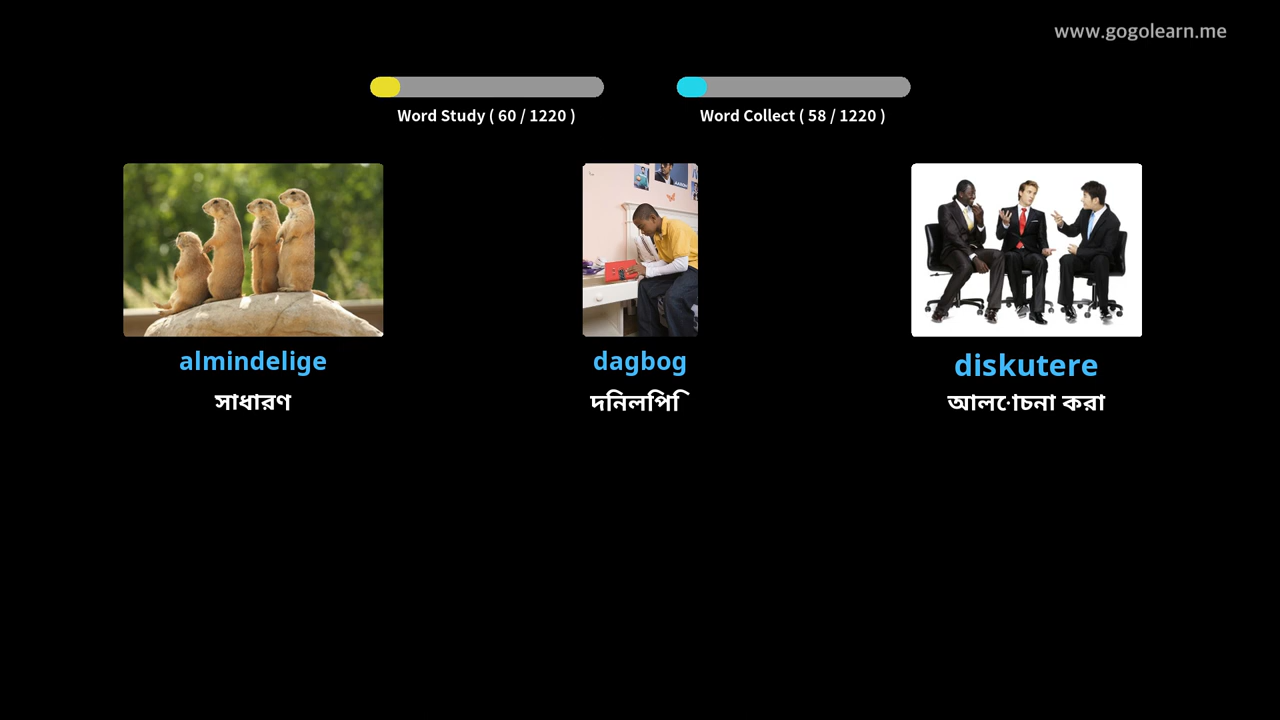 www.gogolearn.me
Word Study ( 60 / 1220 )
Word Collect ( 58 / 1220 )
almindelige
dagbog
diskutere
সাধারণ
দিনলিপি
আলোচনা করা